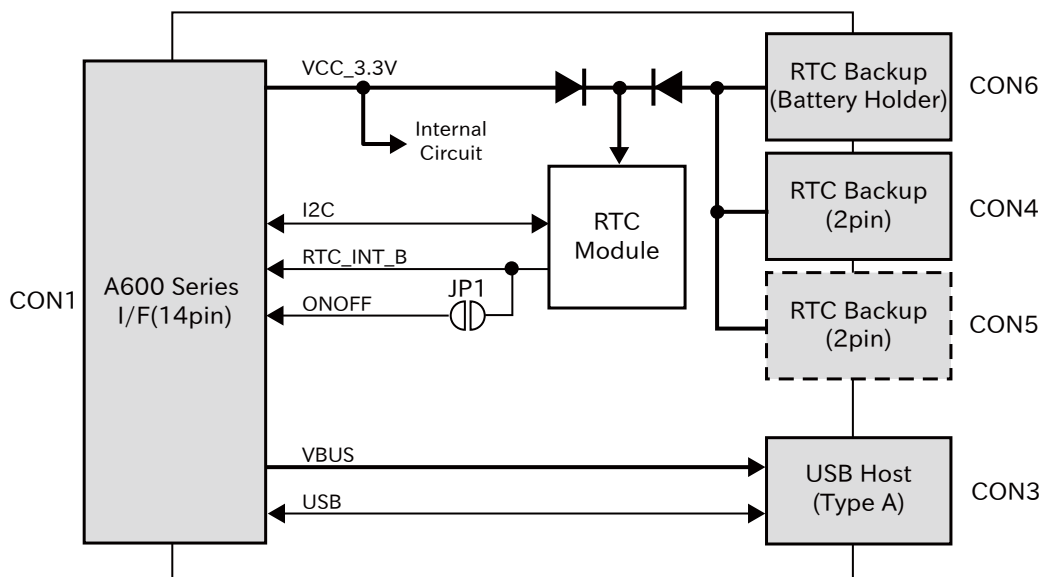 VCC_3.3V
Internal
Circuit
RTC Backup
(Battery Holder)
CON6
RTC Backup
(2pin)
CON4
I2C
RTC
Module
RTC_INT_B
CON1
A600 Series
I/F(14pin)
JP1
ONOFF
RTC Backup
(2pin)
CON5
VBUS
USB
USB Host
(Type A)
CON3